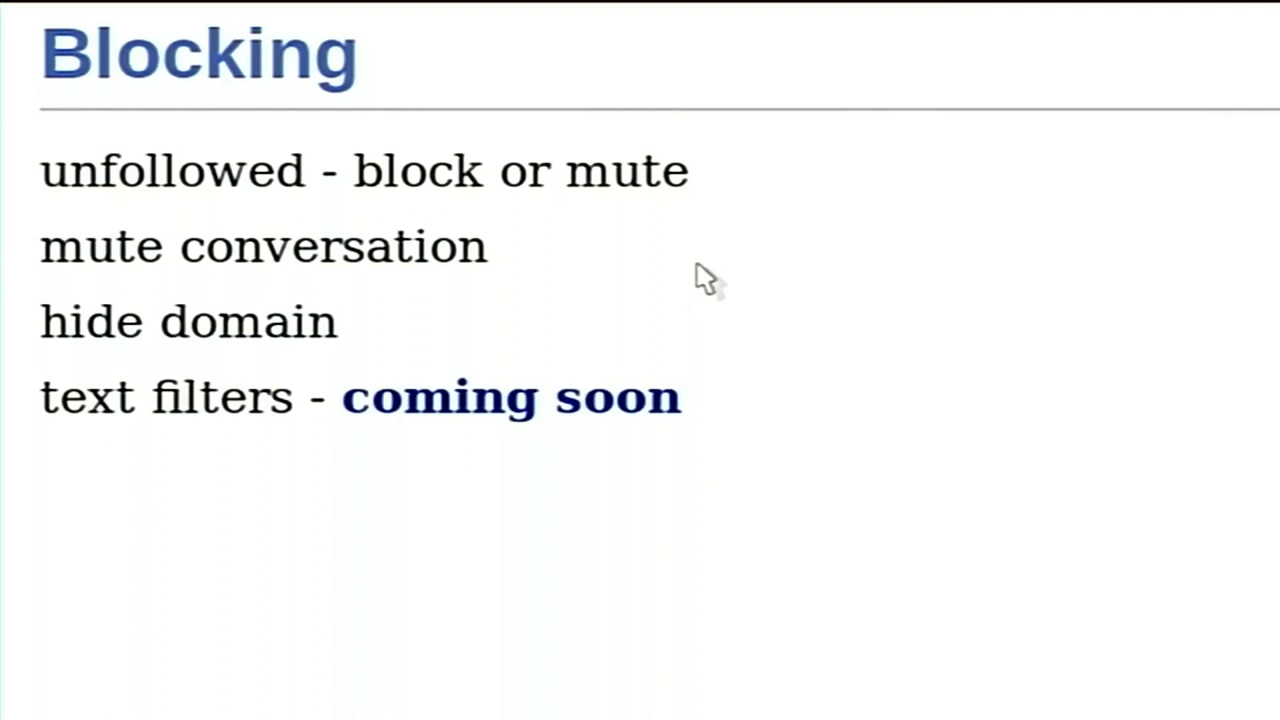 Blocking
unfollowed - block or mute
mute conversation
hide domain
text filters - coming soon